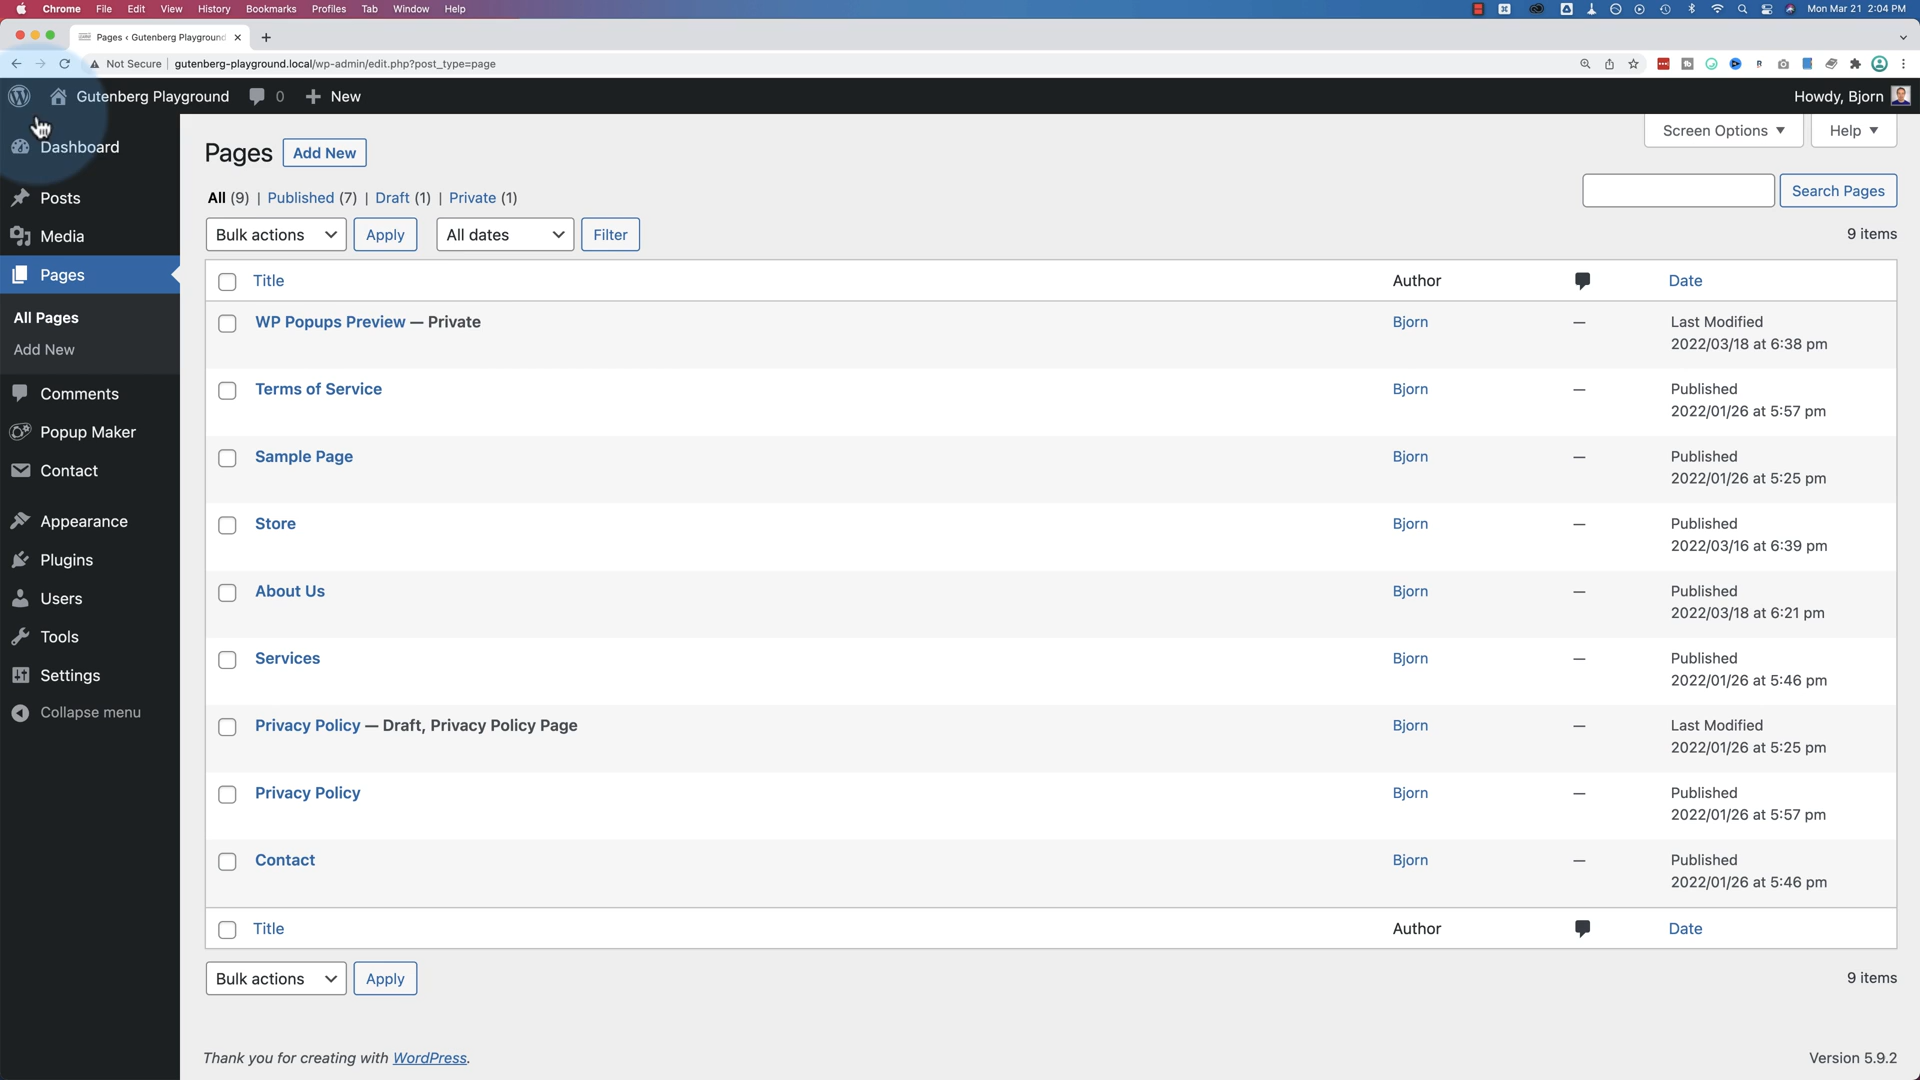 Chrome File Edit View History Bookmarks Profiles Tab Window Help Mon Mar 21 2:04 PM
Pages ‹ Gutenberg Playground
Not Secure gutenberg-playground.local/wp-admin/edit.php?post_type=page
Gutenberg Playground 0 New Howdy, Bjorn
Dashboard
Posts
Media
Pages
All Pages
Add New
Comments
Popup Maker
Contact
Appearance
Plugins
Users
Tools
Settings
Collapse menu
Screen Options Help
Pages Add New
All (9) | Published (7) | Draft (1) | Private (1)
Search Pages
Bulk actions Apply All dates Filter 9 items
Title Author Date
WP Popups Preview — Private Bjorn — Last Modified
2022/03/18 at 6:38 pm
Terms of Service Bjorn — Published
2022/01/26 at 5:57 pm
Sample Page Bjorn — Published
2022/01/26 at 5:25 pm
Store Bjorn — Published
2022/03/16 at 6:39 pm
About Us Bjorn — Published
2022/03/18 at 6:21 pm
Services Bjorn — Published
2022/01/26 at 5:46 pm
Privacy Policy — Draft, Privacy Policy Page Bjorn — Last Modified
2022/01/26 at 5:25 pm
Privacy Policy Bjorn — Published
2022/01/26 at 5:57 pm
Contact Bjorn — Published
2022/01/26 at 5:46 pm
Title Author Date
Bulk actions Apply 9 items
Thank you for creating with WordPress. Version 5.9.2